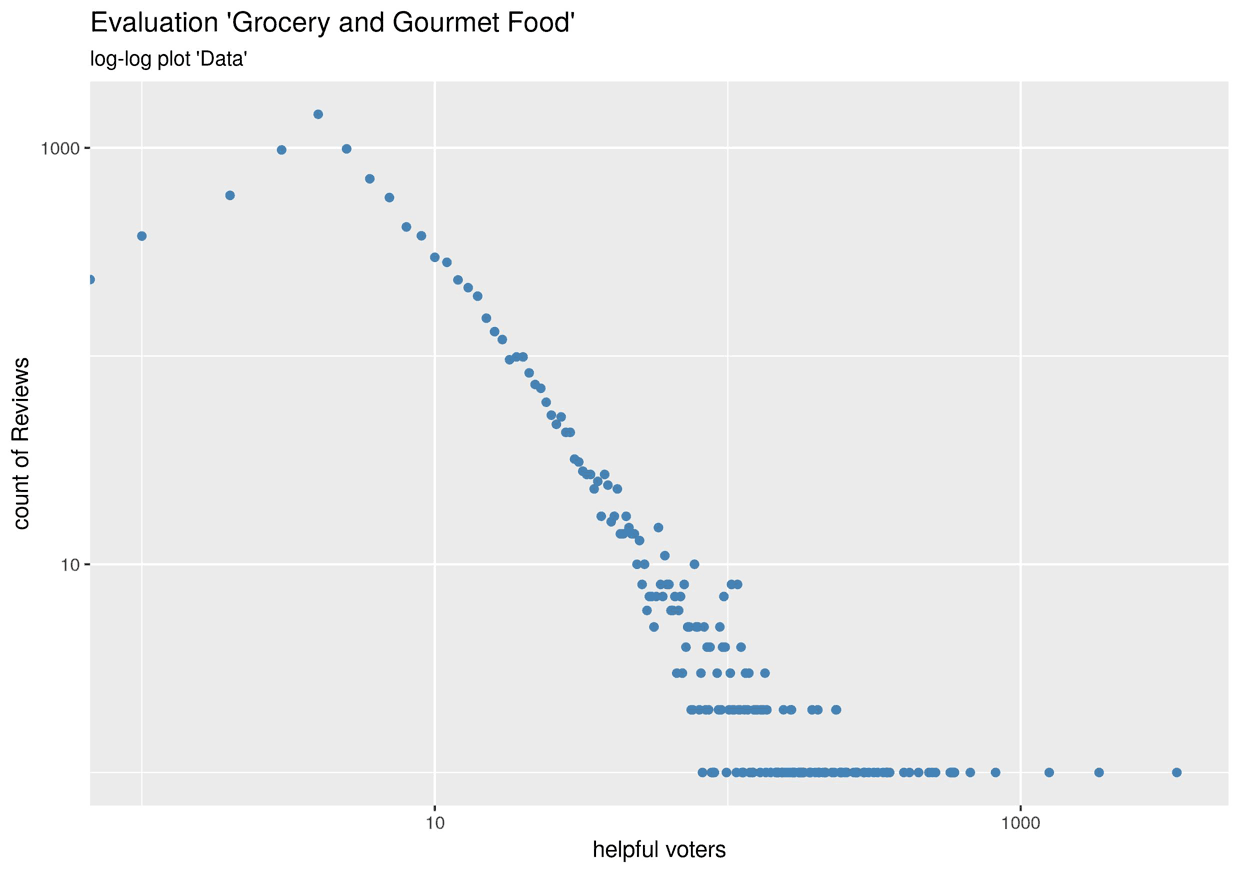 Evaluation 'Grocery and Gourmet Food'
log-log plot 'Data'
1000
10
count of Reviews
10
1000
helpful voters